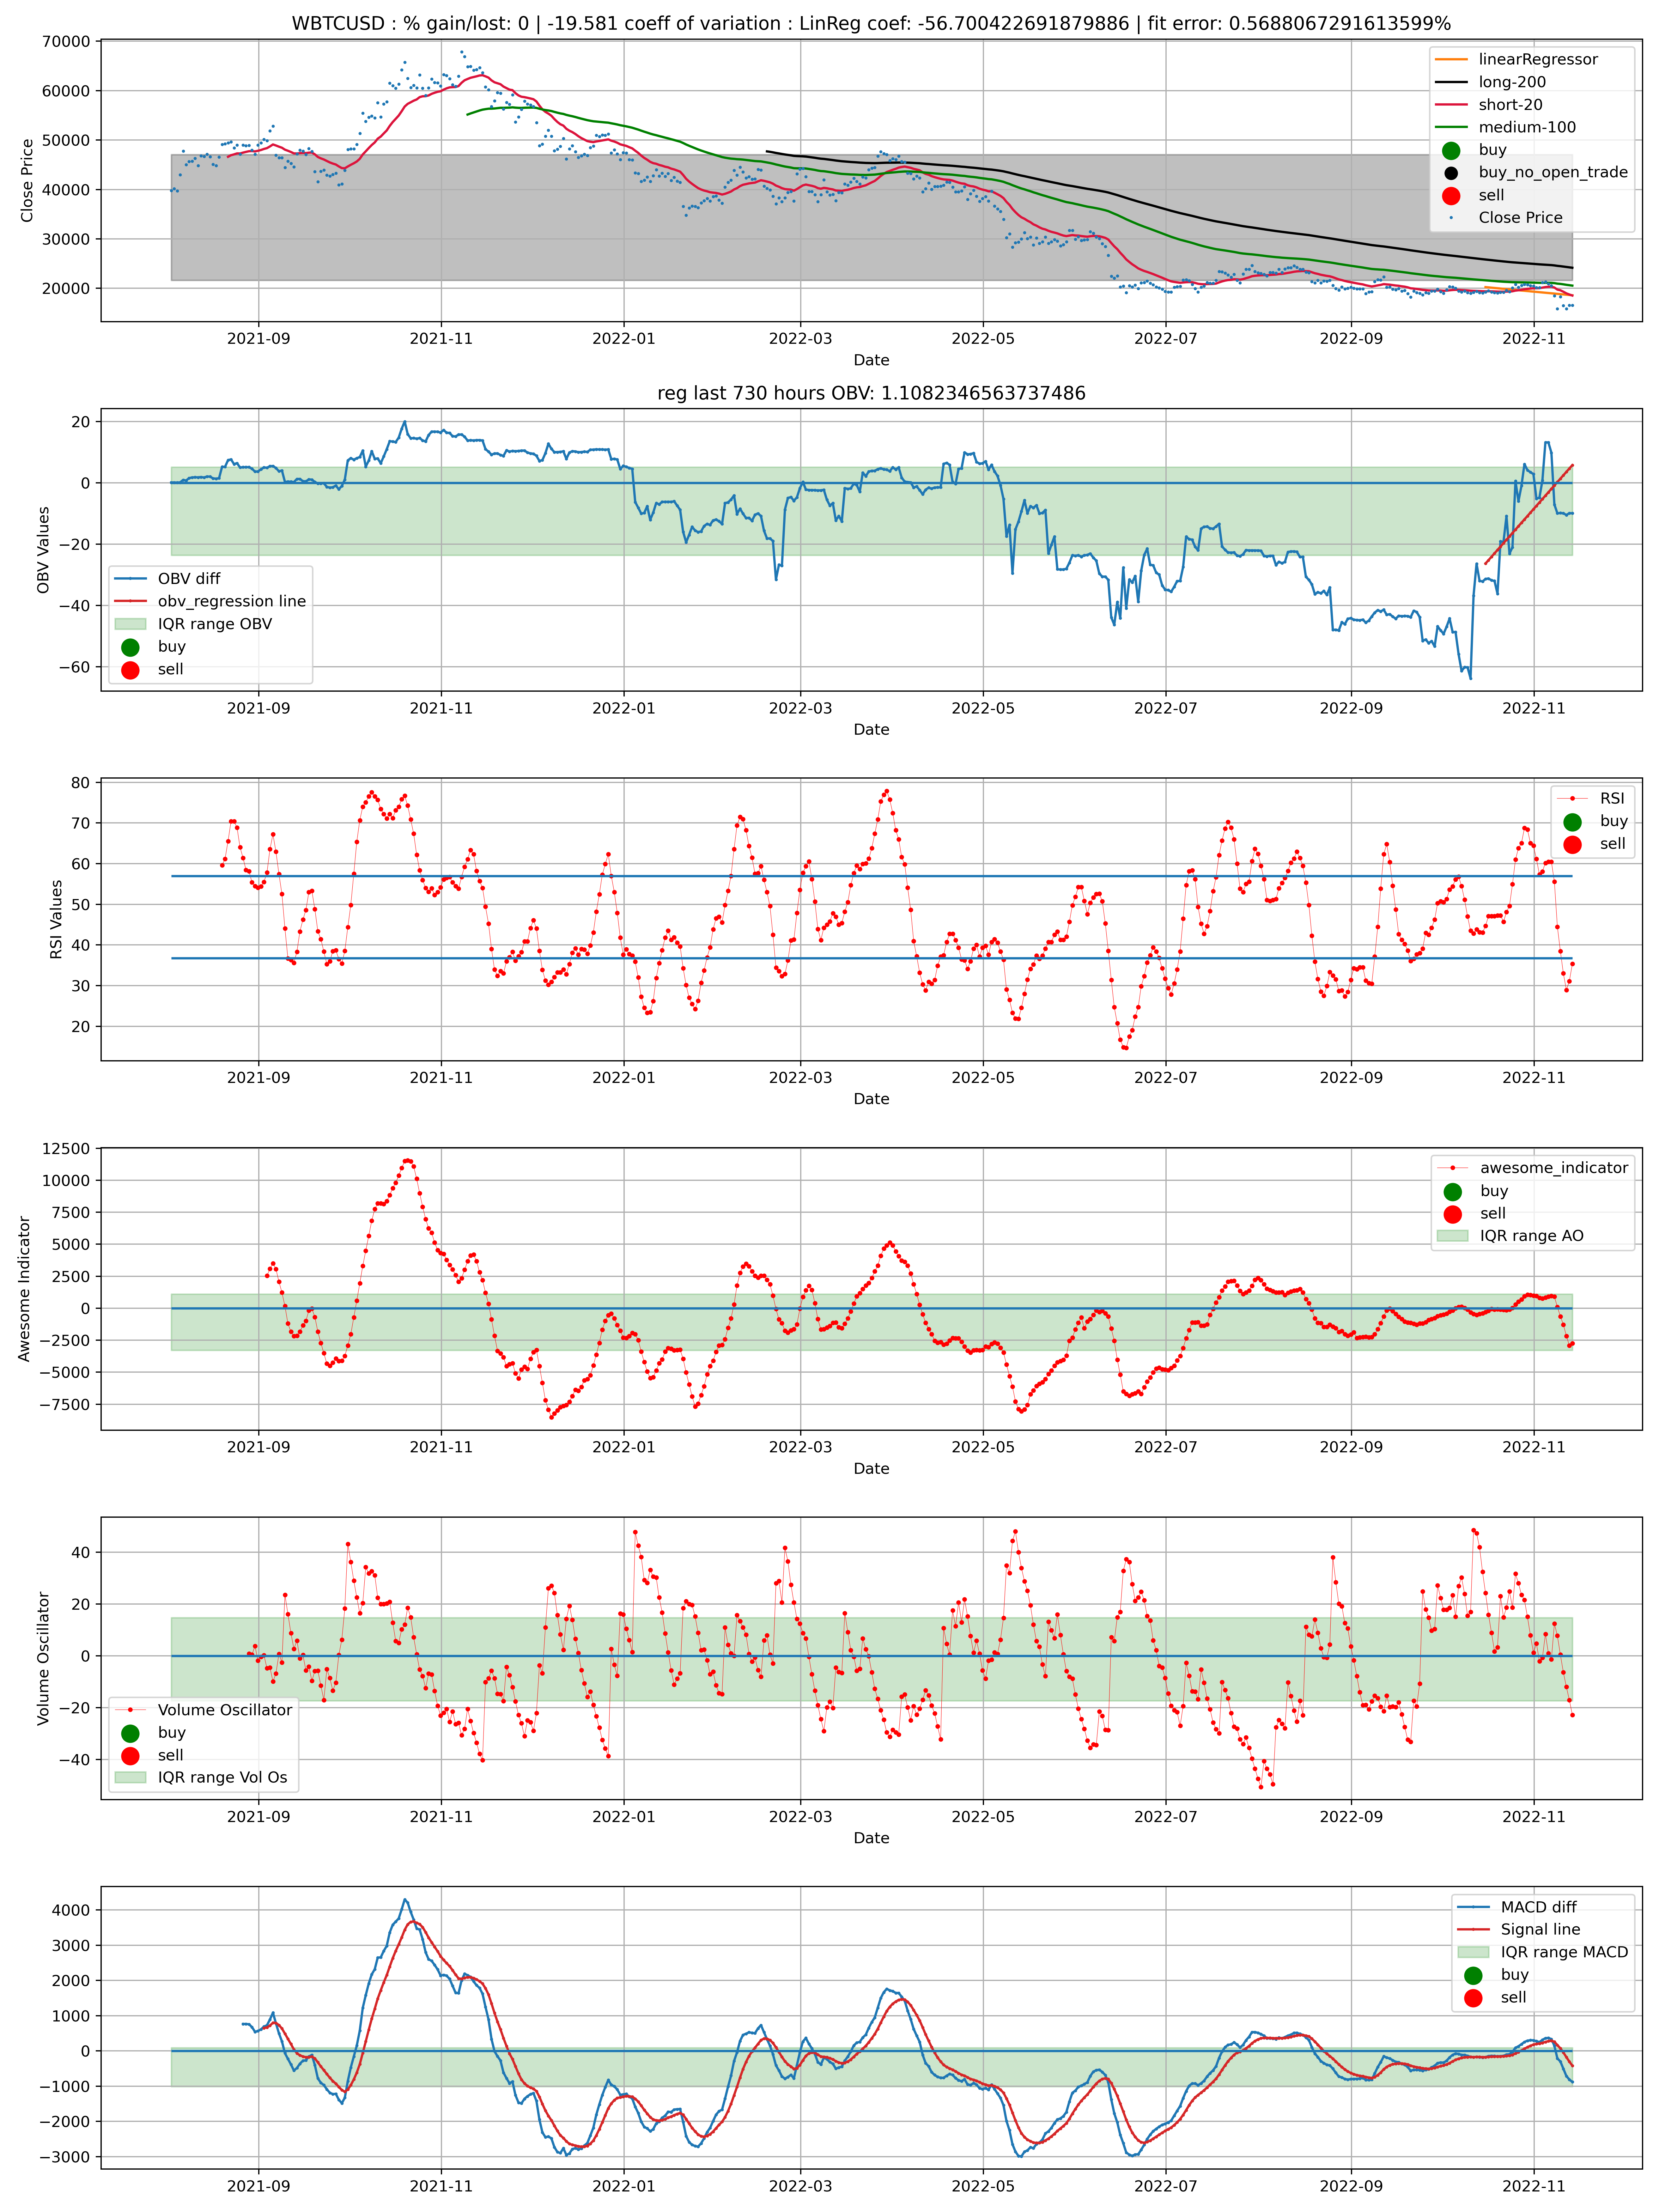 WBTCUSD : % gain/lost: 0 | -19.581 coeff of variation : LinReg coef: -56.700422691879886 | fit error: 0.5688067291613599%
70000
60000
50000
40000
30000
20000
Close Price
linearRegressor
long-200
short-20
medium-100
buy
buy_no_open_trade
sell
Close Price
2021-09 2021-11 2022-01 2022-03 2022-05 2022-07 2022-09 2022-11
Date
reg last 730 hours OBV: 1.1082346563737486
20
0
−20
−40
−60
OBV Values
OBV diff
obv_regression line
IQR range OBV
buy
sell
2021-09 2021-11 2022-01 2022-03 2022-05 2022-07 2022-09 2022-11
Date
80
70
60
50
40
30
20
RSI Values
RSI
buy
sell
2021-09 2021-11 2022-01 2022-03 2022-05 2022-07 2022-09 2022-11
Date
12500
10000
7500
5000
2500
0
−2500
−5000
−7500
Awesome Indicator
awesome_indicator
buy
sell
IQR range AO
2021-09 2021-11 2022-01 2022-03 2022-05 2022-07 2022-09 2022-11
Date
40
20
0
−20
−40
Volume Oscillator
Volume Oscillator
buy
sell
IQR range Vol Os
2021-09 2021-11 2022-01 2022-03 2022-05 2022-07 2022-09 2022-11
Date
4000
3000
2000
1000
0
−1000
−2000
−3000
MACD diff
Signal line
IQR range MACD
buy
sell
2021-09 2021-11 2022-01 2022-03 2022-05 2022-07 2022-09 2022-11